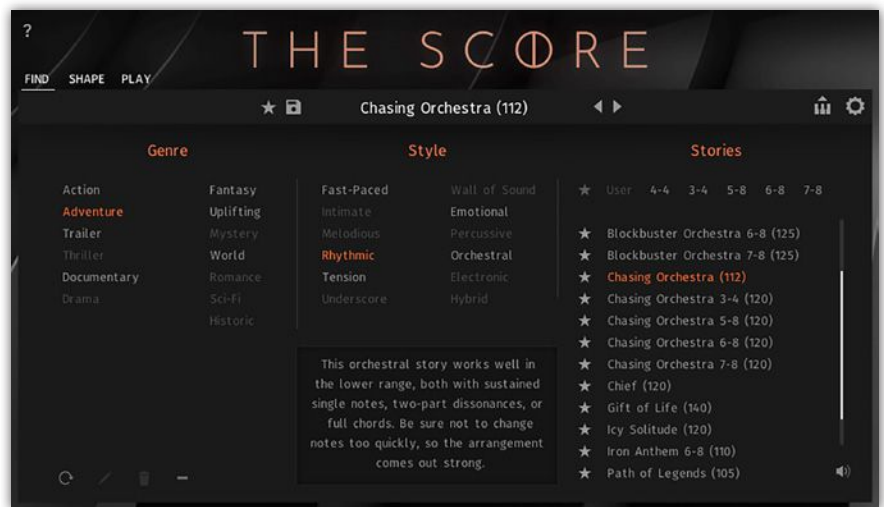 ?
THE SCORE
FIND SHAPE PLAY
Chasing Orchestra (112)
Genre
Action Fantasy
Adventure Uplifting
Trailer Mystery
Thriller World
Documentary Romance
Drama Sci-Fi
Historic
Style
Fast-Paced Wall of Sound
Intimate Emotional
Melodious Percussive
Rhythmic Orchestral
Tension Electronic
Underscore Hybrid
This orchestral story works well in
the lower range, both with sustained
single notes, two-part dissonances, or
full chords. Be sure not to change
notes too quickly, so the arrangement
comes out strong.
Stories
User 4-4 3-4 5-8 6-8 7-8
Blockbuster Orchestra 6-8 (125)
Blockbuster Orchestra 7-8 (125)
Chasing Orchestra (112)
Chasing Orchestra 3-4 (120)
Chasing Orchestra 5-8 (120)
Chasing Orchestra 6-8 (120)
Chasing Orchestra 7-8 (120)
Chief (120)
Gift of Life (140)
Icy Solitude (120)
Iron Anthem 6-8 (110)
Path of Legends (105)